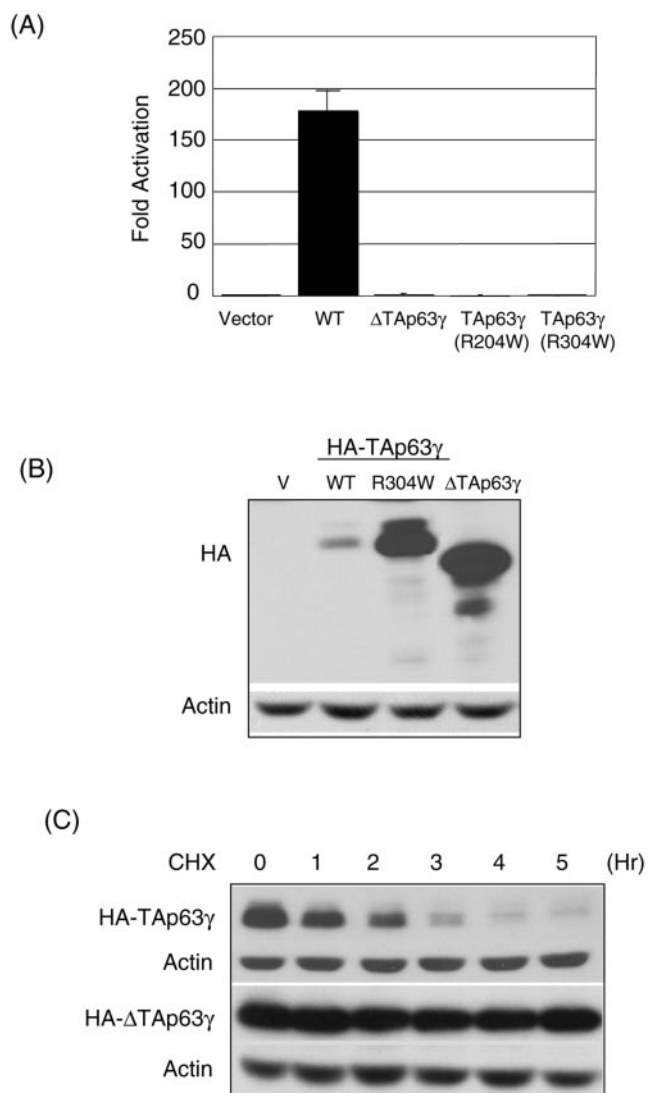 (A)
250
200
150
100
50
0
Fold Activation
Vector WT ΔTAp63γ TAp63γ TAp63γ
(R204W) (R304W)
(B)
HA-TAp63γ
V WT R304W ΔTAp63γ
HA
Actin
(C)
CHX 0 1 2 3 4 5 (Hr)
HA-TAp63γ
Actin
HA-ΔTAp63γ
Actin